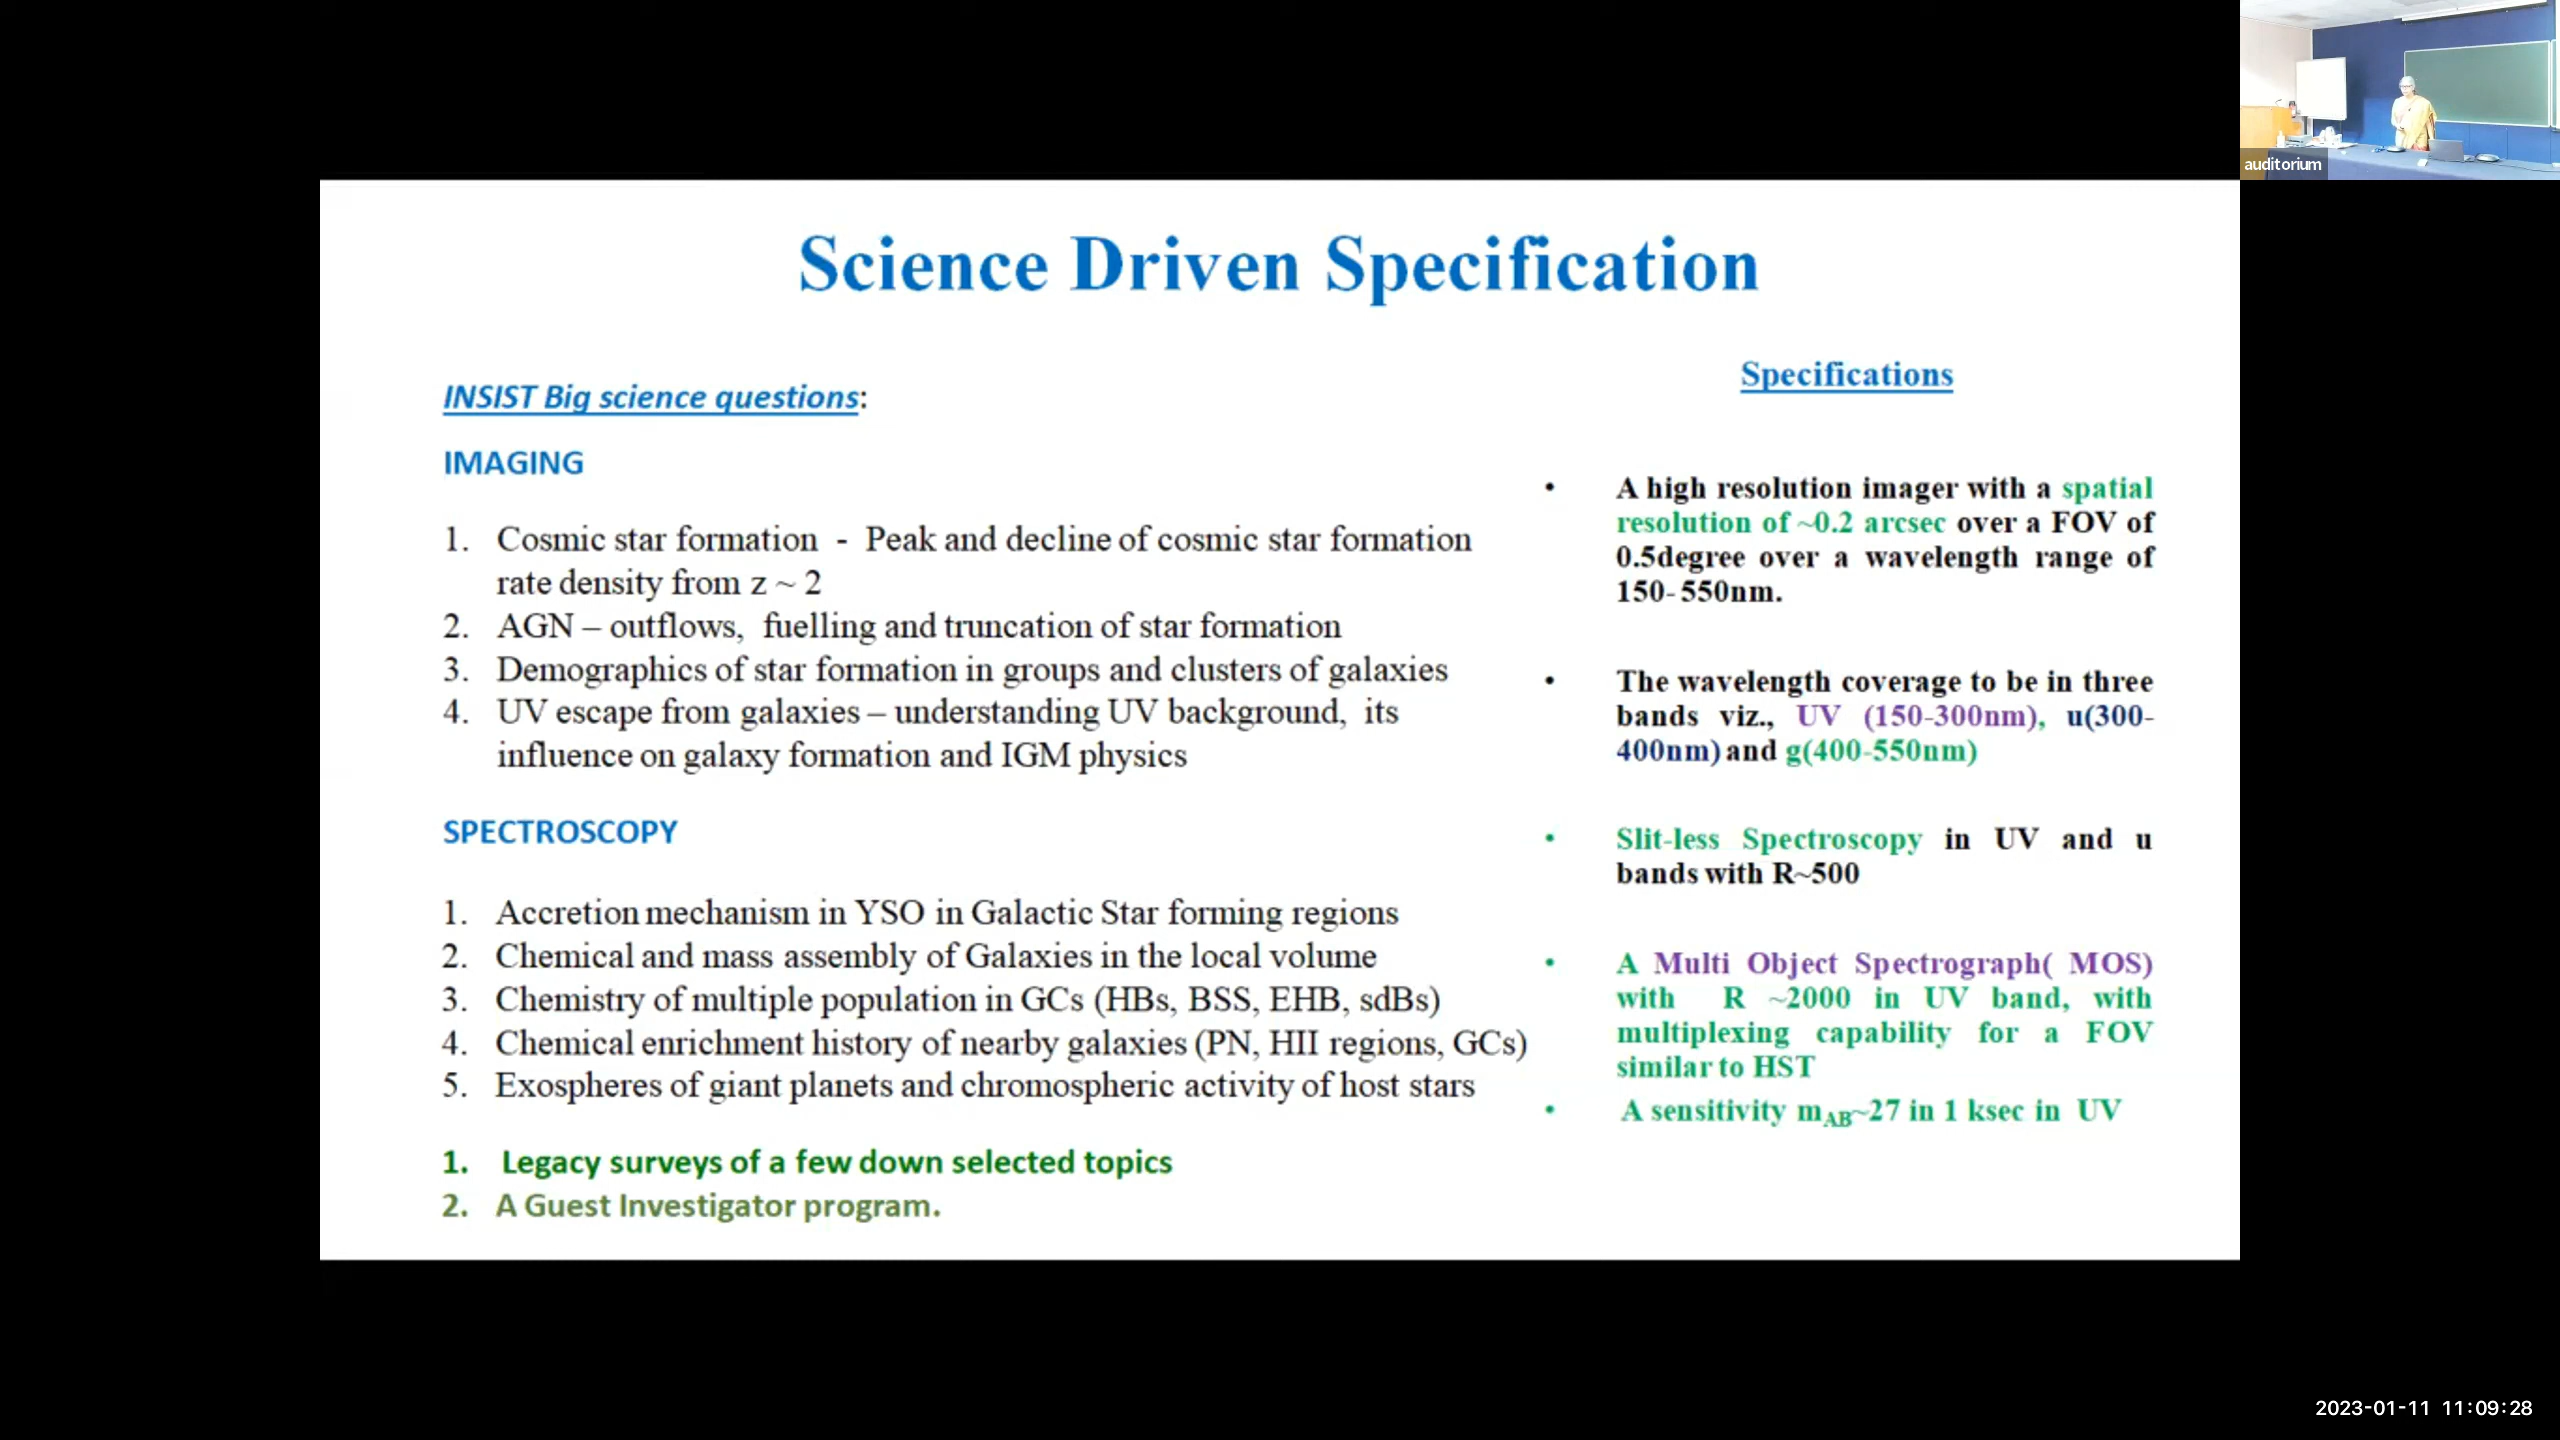 auditorium
Science Driven Specification
INSIST Big science questions:
IMAGING
1. Cosmic star formation - Peak and decline of cosmic star formation
rate density from z ~ 2
2. AGN – outflows, fuelling and truncation of star formation
3. Demographics of star formation in groups and clusters of galaxies
4. UV escape from galaxies – understanding UV background, its
influence on galaxy formation and IGM physics
SPECTROSCOPY
1. Accretion mechanism in YSO in Galactic Star forming regions
2. Chemical and mass assembly of Galaxies in the local volume
3. Chemistry of multiple population in GCs (HBs, BSS, EHB, sdBs)
4. Chemical enrichment history of nearby galaxies (PN, HII regions, GCs)
5. Exospheres of giant planets and chromospheric activity of host stars
1. Legacy surveys of a few down selected topics
2. A Guest Investigator program.
Specifications
• A high resolution imager with a spatial
resolution of ~0.2 arcsec over a FOV of
0.5degree over a wavelength range of
150-550nm.
• The wavelength coverage to be in three
bands viz., UV (150-300nm), u(300-
400nm) and g(400-550nm)
• Slit-less Spectroscopy in UV and u
bands with R~500
• A Multi Object Spectrograph( MOS)
with R ~2000 in UV band, with
multiplexing capability for a FOV
similar to HST
• A sensitivity mAB~27 in 1 ksec in UV
2023-01-11 11:09:28